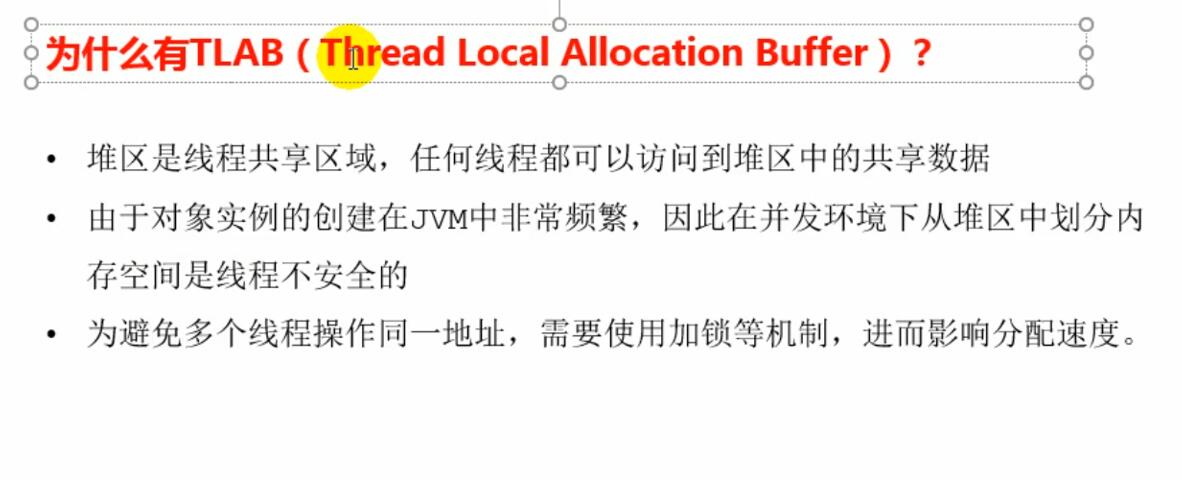 为什么有TLAB（Thread Local Allocation Buffer）？
• 堆区是线程共享区域，任何线程都可以访问到堆区中的共享数据
• 由于对象实例的创建在JVM中非常频繁，因此在并发环境下从堆区中划分内
存空间是线程不安全的
• 为避免多个线程操作同一地址，需要使用加锁等机制，进而影响分配速度。